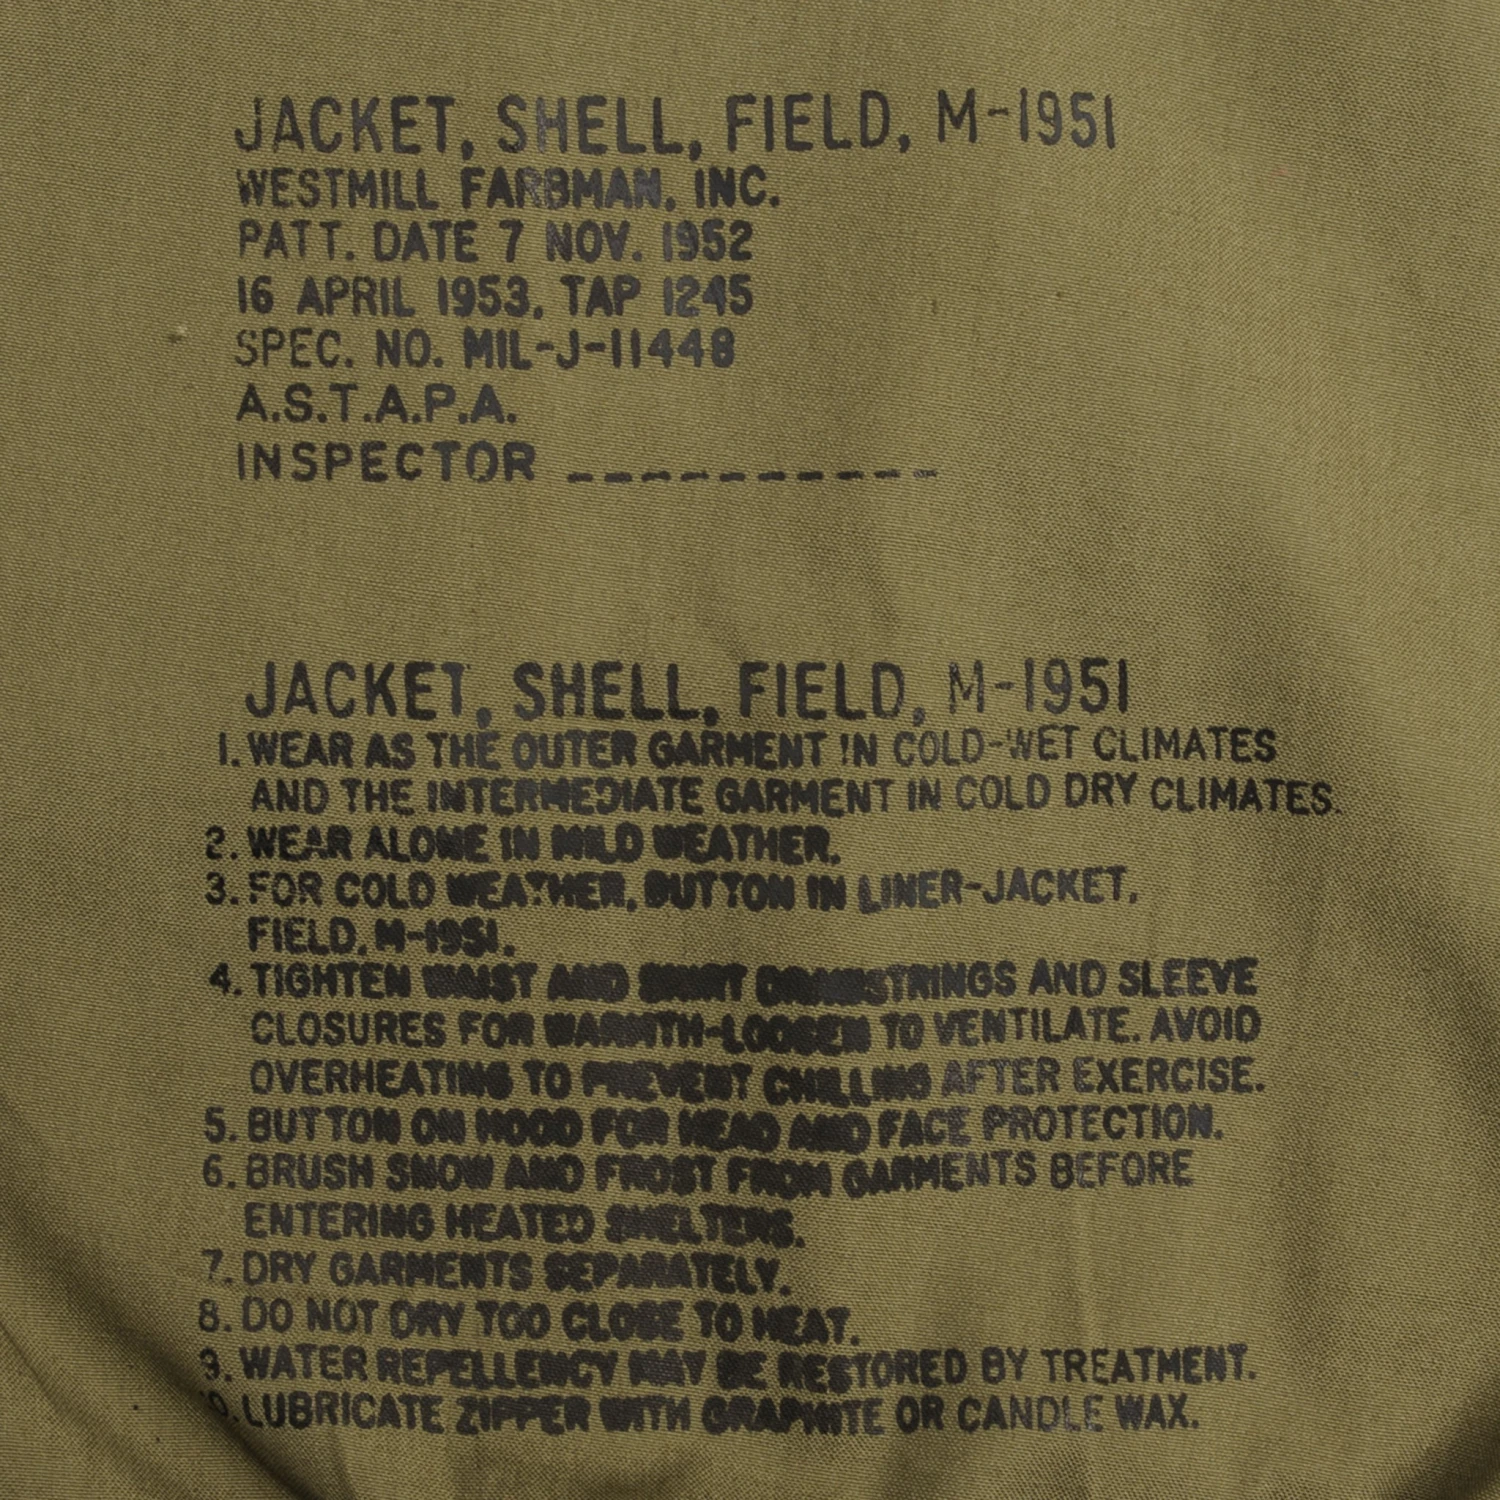 JACKET, SHELL, FIELD, M-1951
WESTMILL FARBMAN, INC.
PATT. DATE 7 NOV. 1952
16 APRIL 1953, TAP 1245
SPEC. NO. MIL-J-11448
A.S.T.A.P.A.
INSPECTOR __________
JACKET, SHELL, FIELD, M-1951
1. WEAR AS THE OUTER GARMENT IN COLD-WET CLIMATES
AND THE INTERMEDIATE GARMENT IN COLD DRY CLIMATES.
2. WEAR ALONE IN MILD WEATHER.
3. FOR COLD WEATHER, BUTTON IN LINER-JACKET,
FIELD, M-1951.
4. TIGHTEN WAIST AND SKIRT DRAWSTRINGS AND SLEEVE
CLOSURES FOR WARMTH-LOOSEN TO VENTILATE. AVOID
OVERHEATING TO PREVENT CHILLING AFTER EXERCISE.
5. BUTTON ON HOOD FOR HEAD AND FACE PROTECTION.
6. BRUSH SNOW AND FROST FROM GARMENTS BEFORE
ENTERING HEATED SHELTERS.
7. DRY GARMENTS SEPARATELY.
8. DO NOT DRY TOO CLOSE TO HEAT.
9. WATER REPELLENCY MAY BE RESTORED BY TREATMENT.
10. LUBRICATE ZIPPER WITH GRAPHITE OR CANDLE WAX.